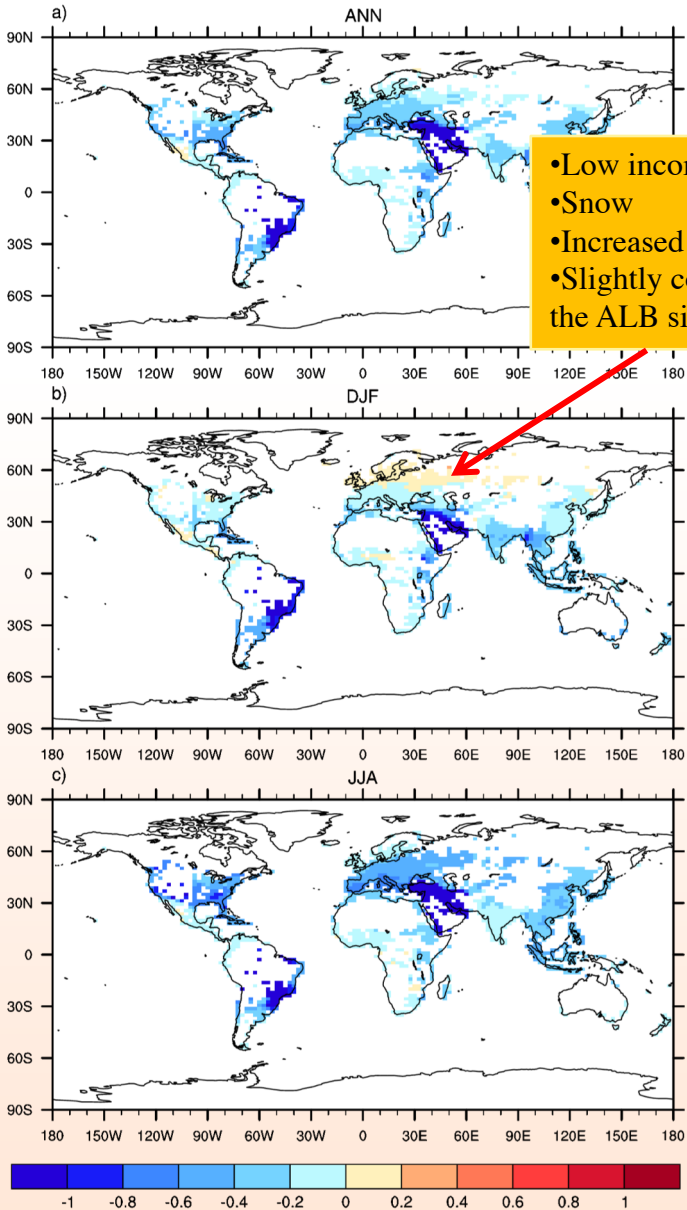 a)
ANN
90N
60N
30N
0
30S
60S
90S
180 150W 120W 90W 60W 30W 0 30E 60E 90E 120E 150E 180
•Low incor
•Snow
•Increased
•Slightly co
the ALB si
b)
DJF
90N
60N
30N
0
30S
60S
90S
180 150W 120W 90W 60W 30W 0 30E 60E 90E 120E 150E 180
c)
JJA
90N
60N
30N
0
30S
60S
90S
180 150W 120W 90W 60W 30W 0 30E 60E 90E 120E 150E 180
-1 -0.8 -0.6 -0.4 -0.2 0 0.2 0.4 0.6 0.8 1